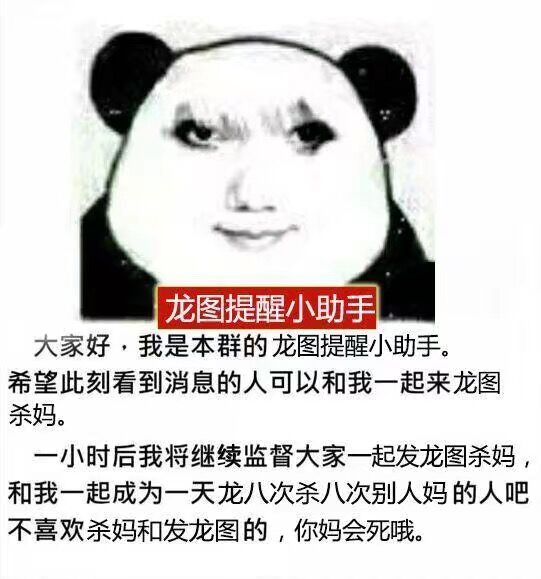 龙图提醒小助手
大家好，我是本群的龙图提醒小助手。
希望此刻看到消息的人可以和我一起来龙图
杀妈。
一小时后我将继续监督大家一起发龙图杀妈，
和我一起成为一天龙八次杀八次别人妈的人吧
不喜欢杀妈和发龙图的，你妈会死哦。